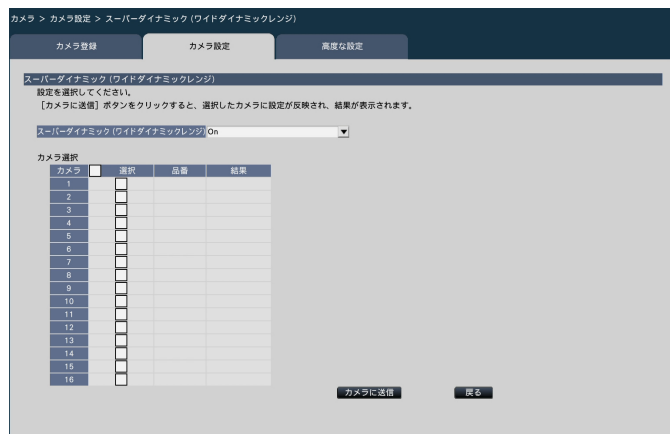 カメラ > カメラ設定 > スーパーダイナミック (ワイドダイナミックレンジ)
カメラ登録 カメラ設定 高度な設定
スーパーダイナミック (ワイドダイナミックレンジ)
設定を選択してください。
[カメラに送信] ボタンをクリックすると、選択したカメラに設定が反映され、結果が表示されます。
スーパーダイナミック (ワイドダイナミックレンジ) On
カメラ選択
カメラ 選択 品番 結果
1
2
3
4
5
6
7
8
9
10
11
12
13
14
15
16
カメラに送信 戻る